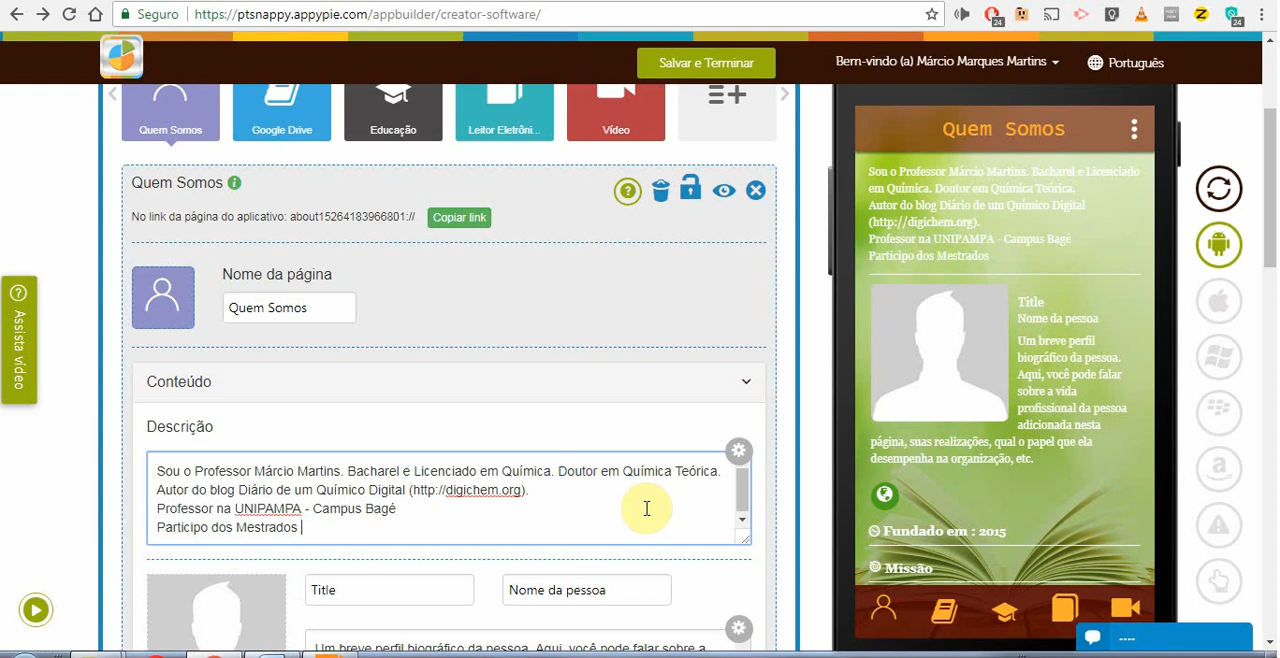 Seguro
https://ptsnappy.appypie.com/appbuilder/creator-software/
24
24
Salvar e Terminar
Bem-vindo (a) Márcio Marques Martins
Português
Quem Somos
Google Drive
Educação
Leitor Eletrôni...
Vídeo
Quem Somos
No link da página do aplicativo: about15264183966801://
Copiar link
Nome da página
Quem Somos
Conteúdo
Descrição
Sou o Professor Márcio Martins. Bacharel e Licenciado em Química. Doutor em Química Teórica.
Autor do blog Diário de um Químico Digital (http://digichem.org).
Professor na UNIPAMPA - Campus Bagé
Participo dos Mestrados
Title
Nome da pessoa
Um breve perfil biográfico da pessoa. Aqui, você pode falar sobre a
Assista vídeo
Quem Somos
Sou o Professor Márcio Martins. Bacharel e Licenciado
em Química. Doutor em Química Teórica.
Autor do blog Diário de um Químico Digital
(http://digichem.org).
Professor na UNIPAMPA - Campus Bagé
Participo dos Mestrados
Title
Nome da pessoa
Um breve perfil
biográfico da pessoa.
Aqui, você pode falar
sobre a vida
profissional da pessoa
adicionada nesta
página, suas realizações, qual o papel que ela
desempenha na organização, etc.
Fundado em : 2015
Missão
----